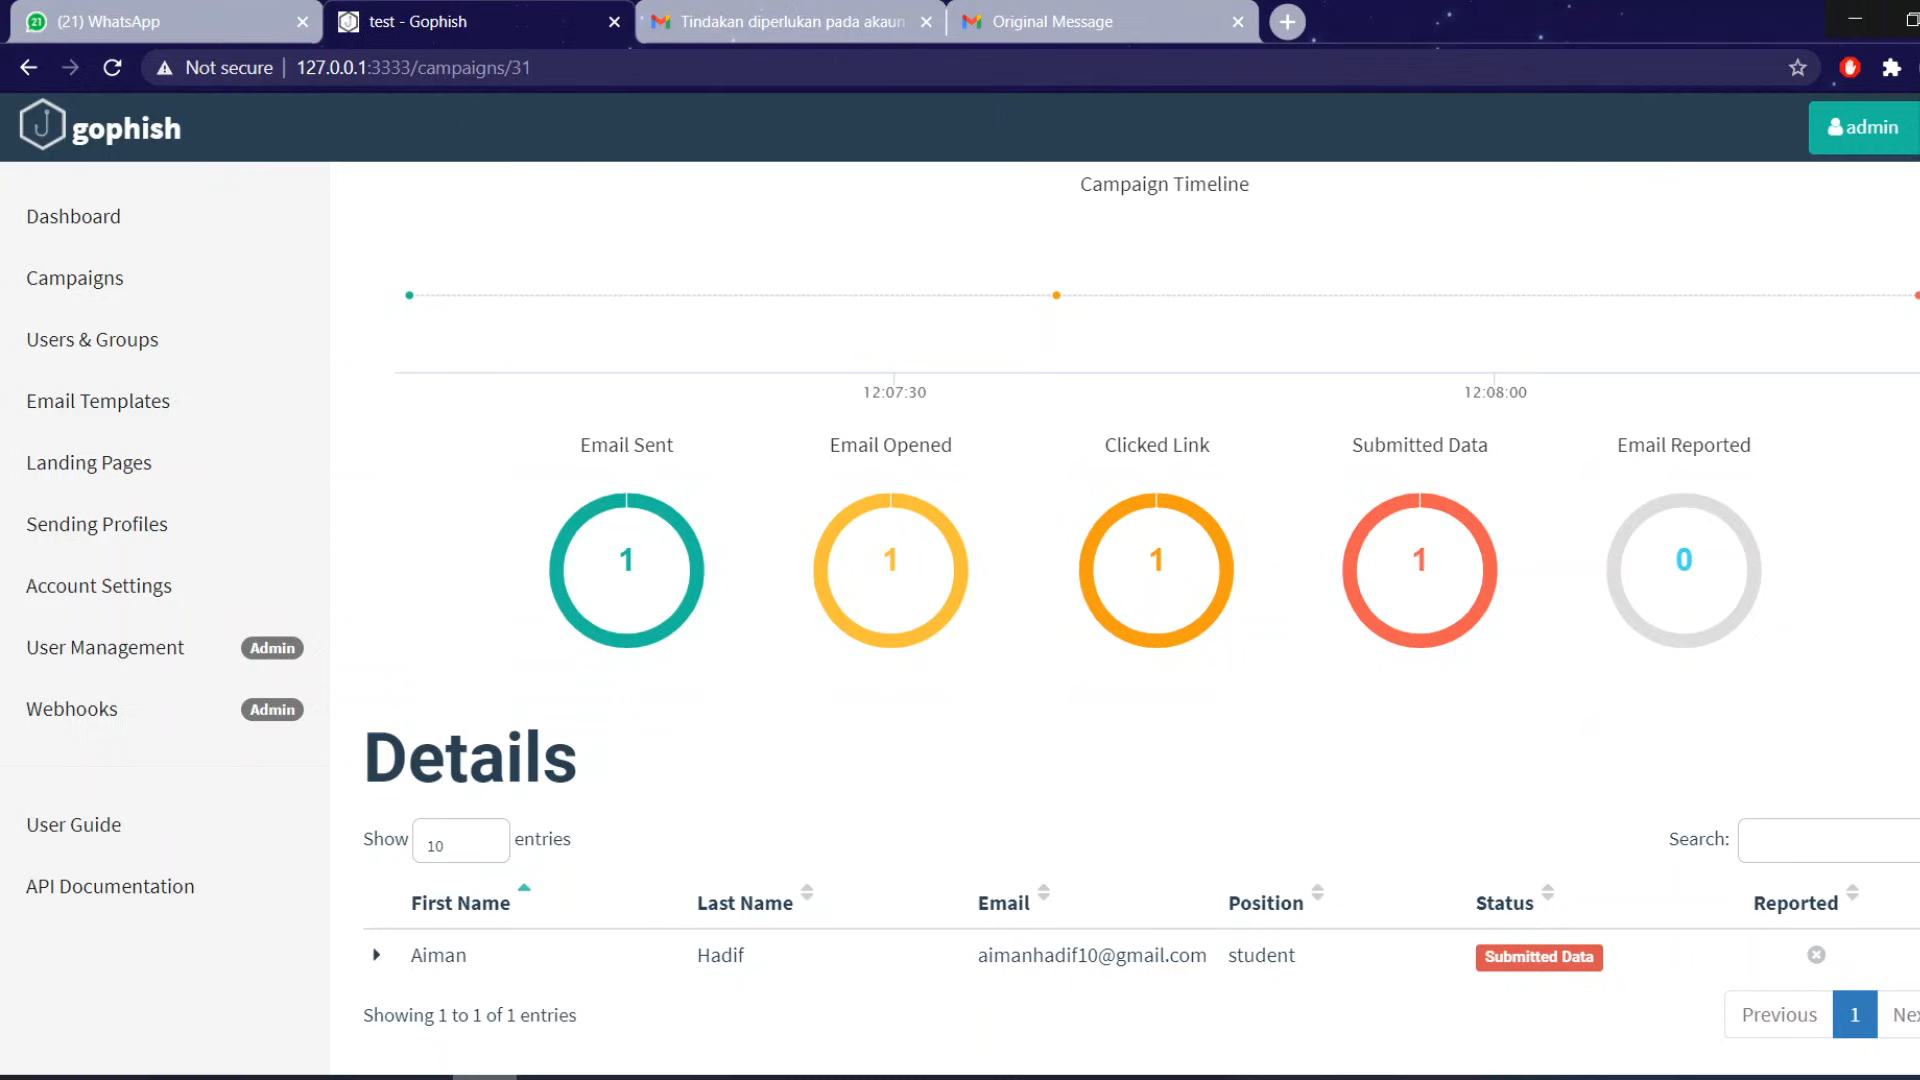 (21) WhatsApp
test - Gophish
Tindakan diperlukan pada akaun
Original Message
Not secure
127.0.0.1:3333/campaigns/31
gophish
admin
Dashboard
Campaigns
Users & Groups
Email Templates
Landing Pages
Sending Profiles
Account Settings
User Management Admin
Webhooks Admin
User Guide
API Documentation
Campaign Timeline
12:07:30 12:08:00
Email Sent Email Opened Clicked Link Submitted Data Email Reported
1 1 1 1 0
Details
Show 10 entries
Search:
First Name Last Name Email Position Status Reported
Aiman Hadif aimanhadif10@gmail.com student Submitted Data
Showing 1 to 1 of 1 entries
Previous 1